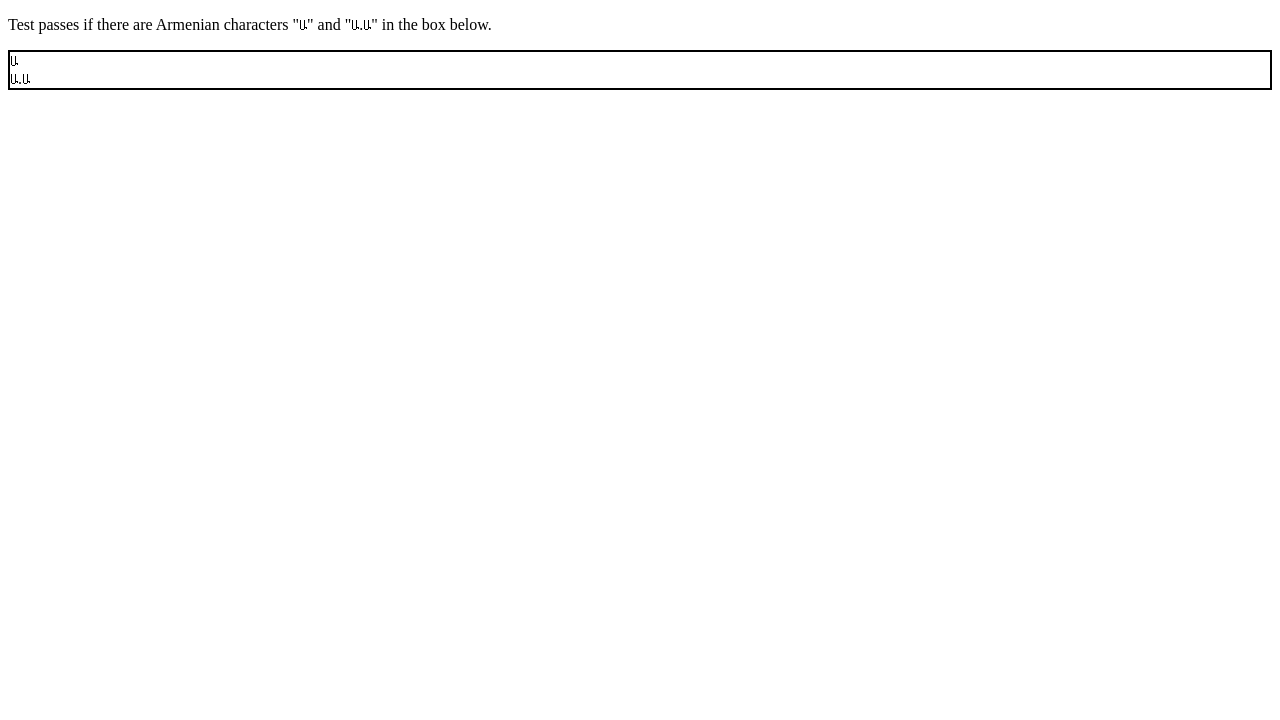 Test passes if there are Armenian characters "Ա" and "Ա.Ա" in the box below.
Ա
Ա.Ա